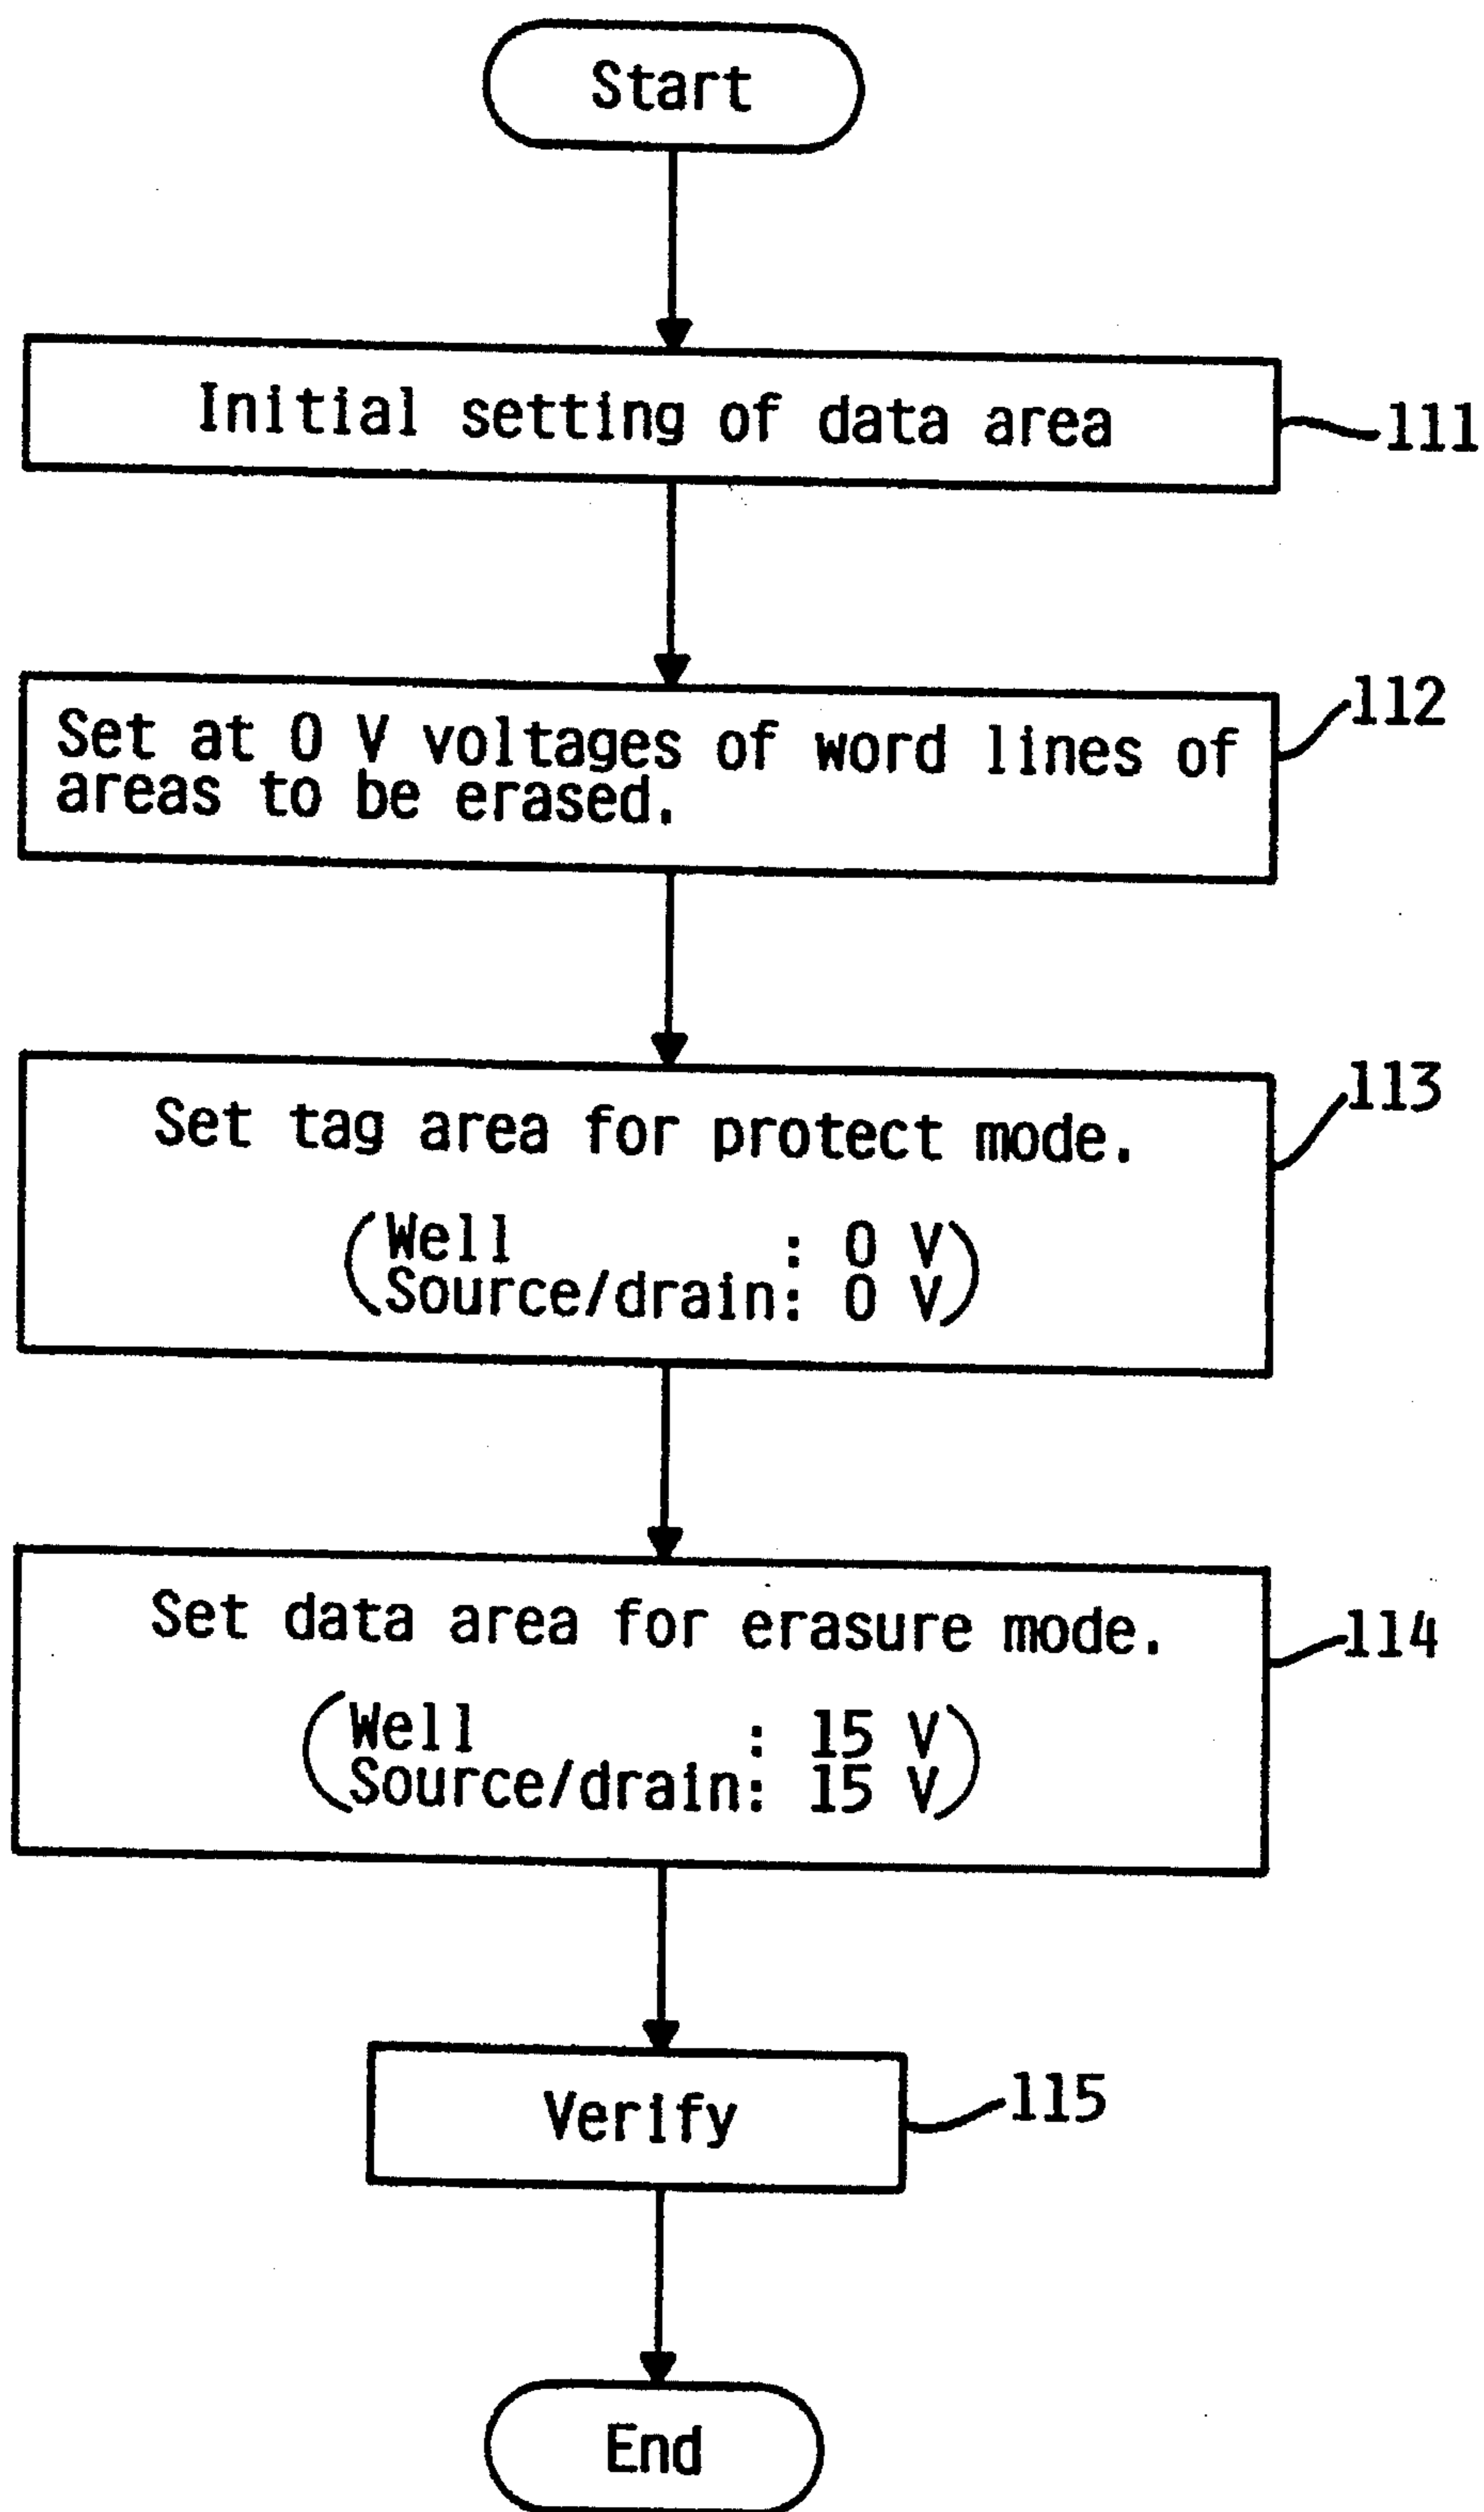 Start
Initial setting of data area
111
Set at 0 V voltages of word lines of
areas to be erased.
112
Set tag area for protect mode.
(Well : 0 V)
(Source/drain: 0 V)
113
Set data area for erasure mode.
(Well : 15 V)
(Source/drain: 15 V)
114
Verify
115
End